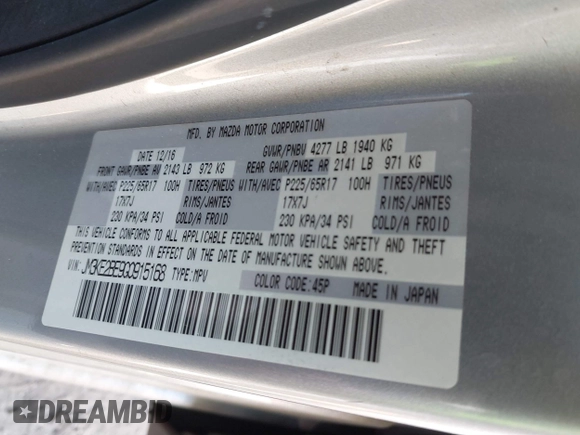 MFD. BY MAZDA MOTOR CORPORATION
DATE 12/16 GVWR/PNBV 4277 LB 1940 KG
FRONT GAWR/PNBE AV 2143 LB 972 KG REAR GAWR/PNBE AR 2141 LB 971 KG
WITH/AVEC P225/65R17 100H TIRES/PNEUS WITH/AVEC P225/65R17 100H TIRES/PNEUS
17X7J RIMS/JANTES 17X7J RIMS/JANTES
230 KPA/34 PSI COLD/A FROID 230 KPA/34 PSI COLD/A FROID
THIS VEHICLE CONFORMS TO ALL APPLICABLE FEDERAL MOTOR VEHICLE SAFETY AND THEFT
PREVENTION STANDARDS IN EFFECT ON THE DATE OF MANUFACTURE SHOWN ABOVE.
VIN: JM3KE2BE9G0915168 TYPE: MPV COLOR CODE: 45P MADE IN JAPAN
DREAMBID